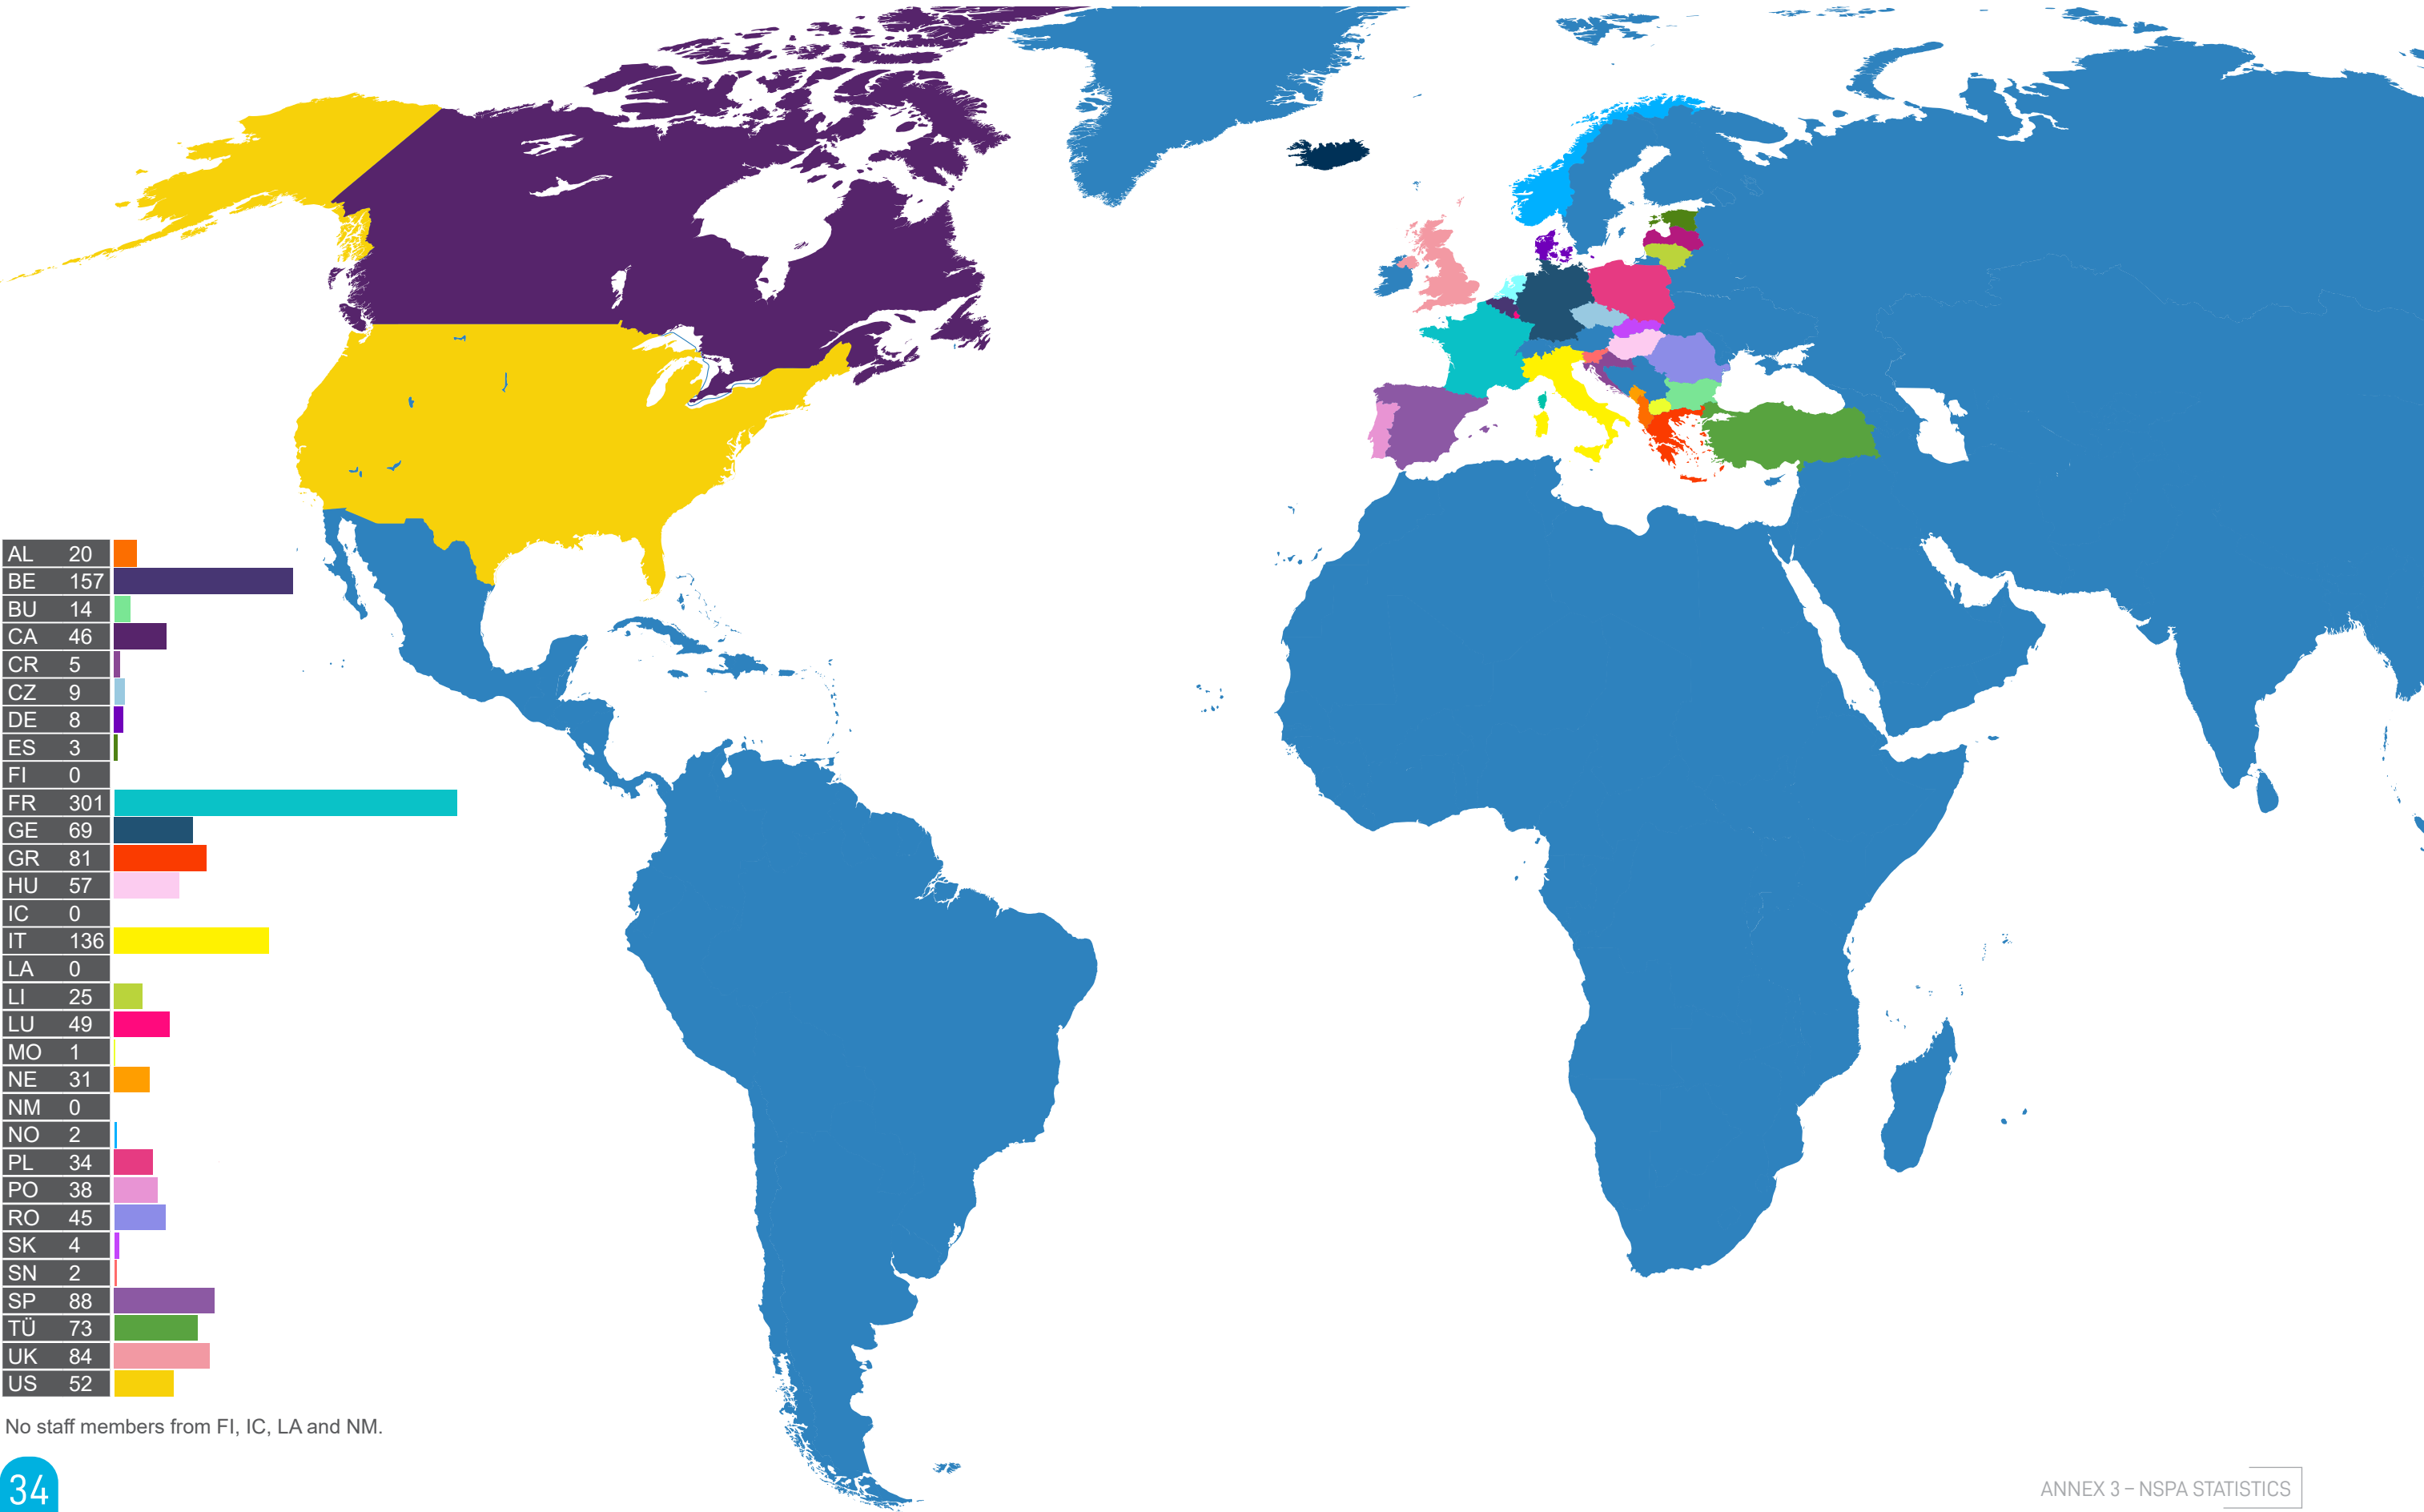 AL 20
BE 157
BU 14
CA 46
CR 5
CZ 9
DE 8
ES 3
FI 0
FR 301
GE 69
GR 81
HU 57
IC 0
IT 136
LA 0
LI 25
LU 49
MO 1
NE 31
NM 0
NO 2
PL 34
PO 38
RO 45
SK 4
SN 2
SP 88
TÜ 73
UK 84
US 52
No staff members from FI, IC, LA and NM.
34
ANNEX 3 – NSPA STATISTICS